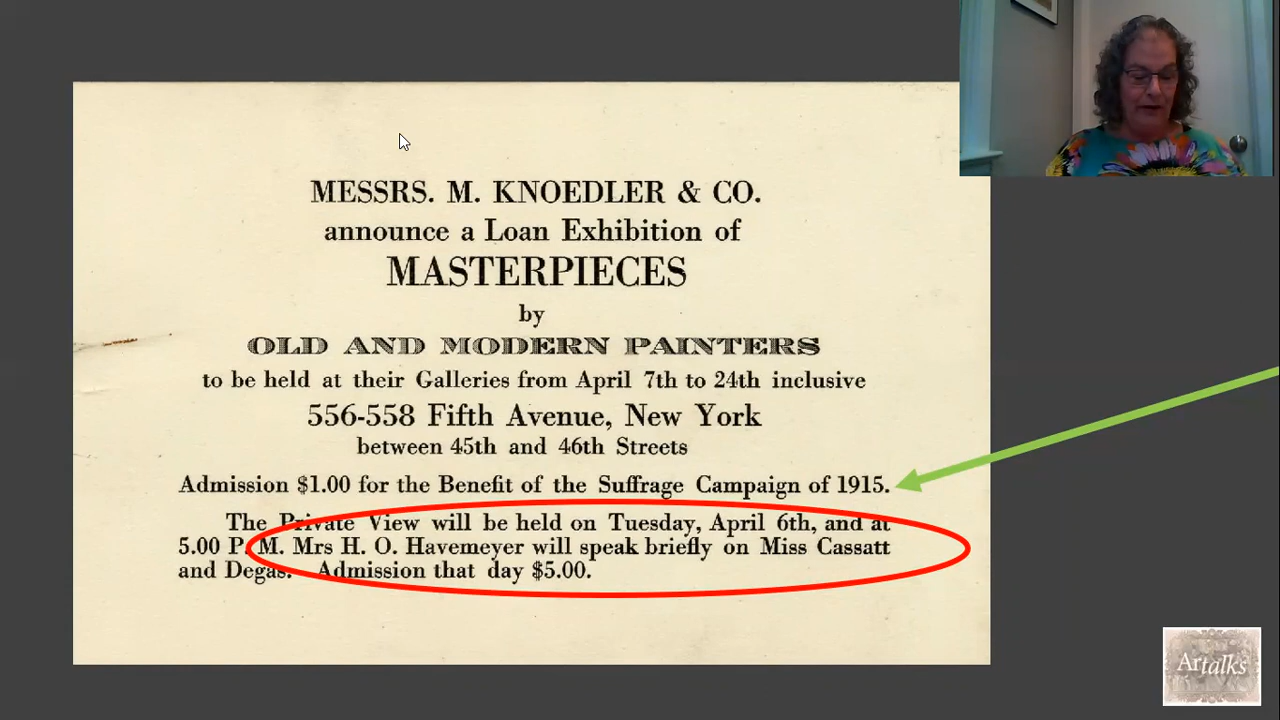 MESSRS. M. KNOEDLER & CO.
announce a Loan Exhibition of
MASTERPIECES
by
OLD AND MODERN PAINTERS
to be held at their Galleries from April 7th to 24th inclusive
556-558 Fifth Avenue, New York
between 45th and 46th Streets
Admission $1.00 for the Benefit of the Suffrage Campaign of 1915.
The Private View will be held on Tuesday, April 6th, and at
5.00 P. M. Mrs H. O. Havemeyer will speak briefly on Miss Cassatt
and Degas. Admission that day $5.00.
Artalks